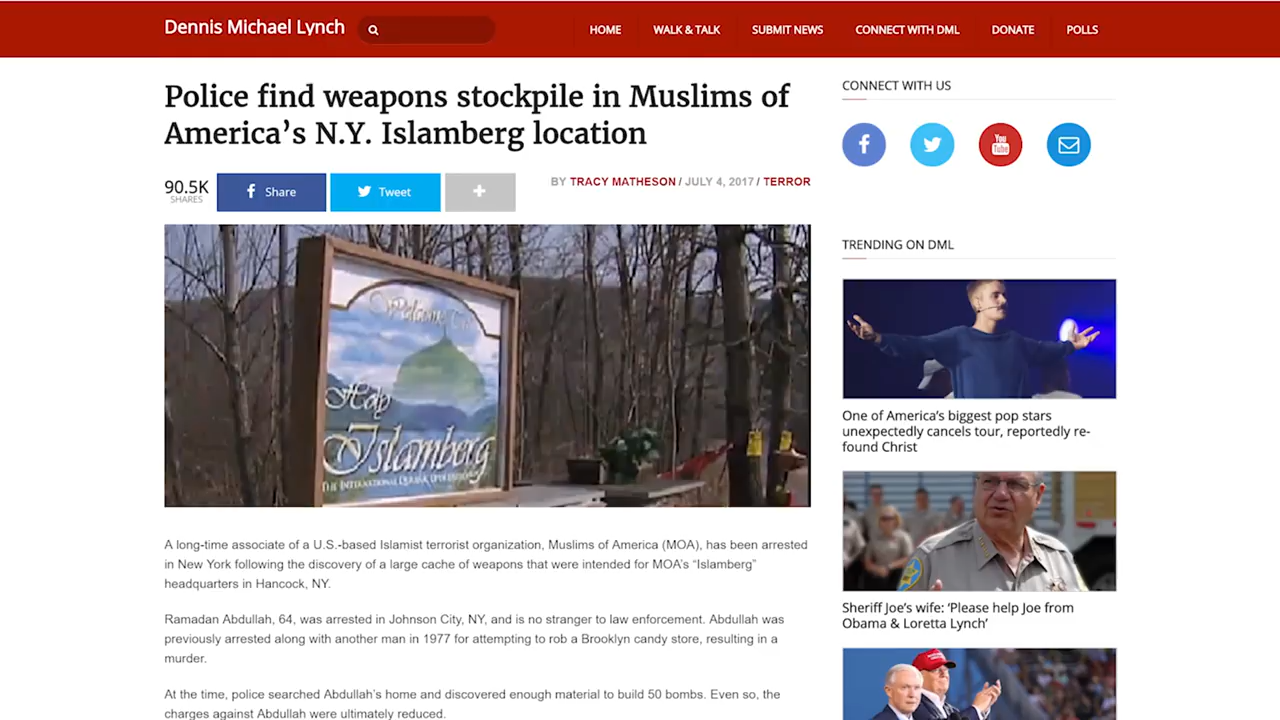 Dennis Michael Lynch
HOME
WALK & TALK
SUBMIT NEWS
CONNECT WITH DML
DONATE
POLLS
Police find weapons stockpile in Muslims of
America’s N.Y. Islamberg location
90.5K
SHARES
Share
Tweet
BY TRACY MATHESON / JULY 4, 2017 / TERROR
Welcome To
Holy
Islamberg
THE INTERNATIONAL
A long-time associate of a U.S.-based Islamist terrorist organization, Muslims of America (MOA), has been arrested
in New York following the discovery of a large cache of weapons that were intended for MOA’s “Islamberg”
headquarters in Hancock, NY.
Ramadan Abdullah, 64, was arrested in Johnson City, NY, and is no stranger to law enforcement. Abdullah was
previously arrested along with another man in 1977 for attempting to rob a Brooklyn candy store, resulting in a
murder.
At the time, police searched Abdullah’s home and discovered enough material to build 50 bombs. Even so, the
charges against Abdullah were ultimately reduced.
CONNECT WITH US
You
Tube
TRENDING ON DML
One of America’s biggest pop stars
unexpectedly cancels tour, reportedly re-
found Christ
Sheriff Joe’s wife: ‘Please help Joe from
Obama & Loretta Lynch’